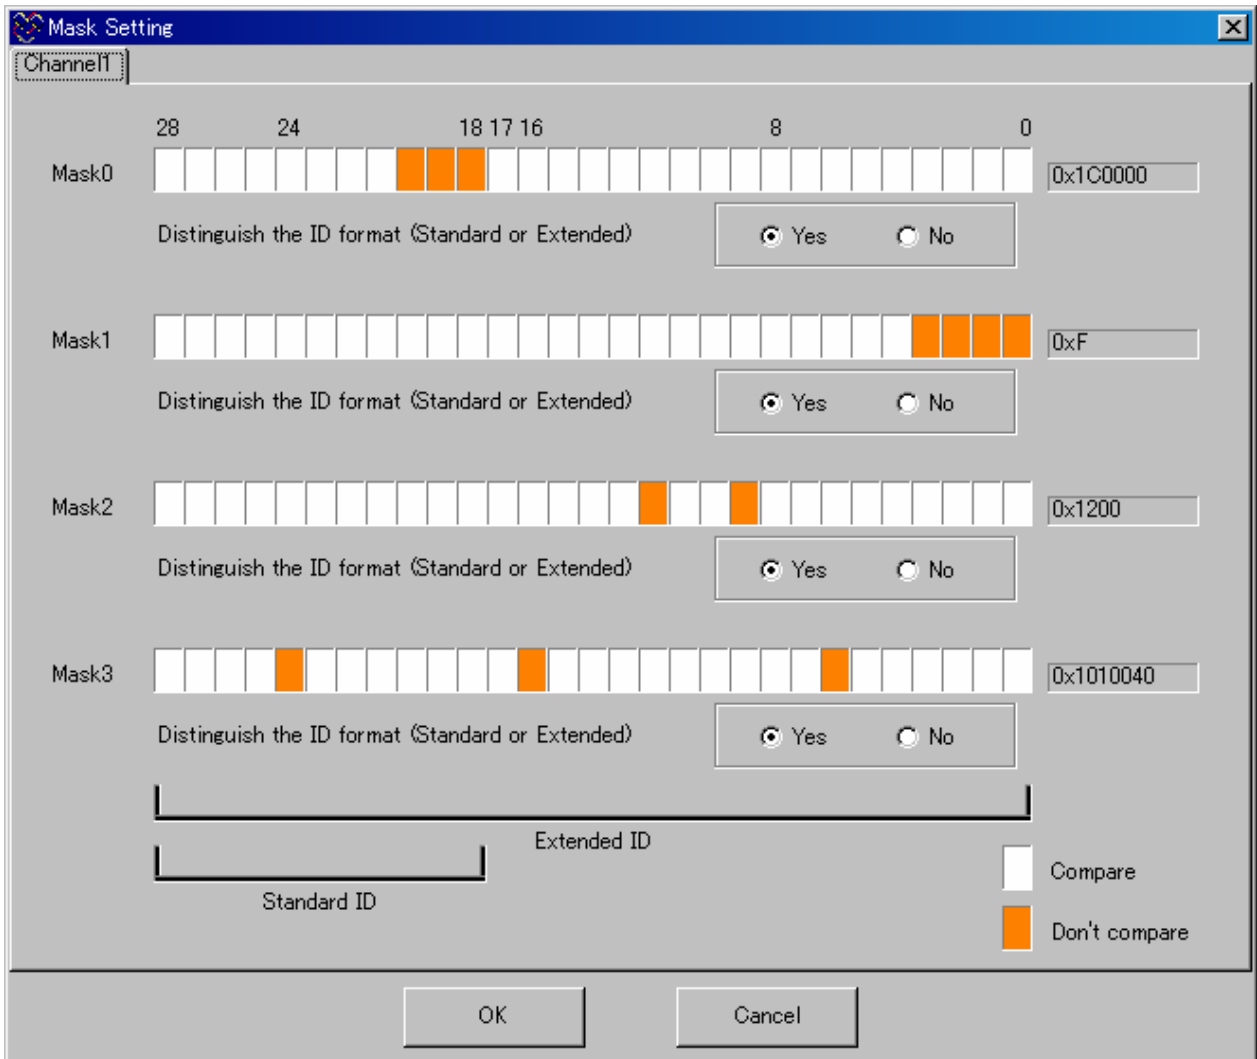 Mask Setting
Channel1
28 24 18 17 16 8 0
Mask0 0x1C0000
Distinguish the ID format (Standard or Extended) Yes No
Mask1 0xF
Distinguish the ID format (Standard or Extended) Yes No
Mask2 0x1200
Distinguish the ID format (Standard or Extended) Yes No
Mask3 0x1010040
Distinguish the ID format (Standard or Extended) Yes No
Extended ID
Standard ID
Compare
Don't compare
OK Cancel